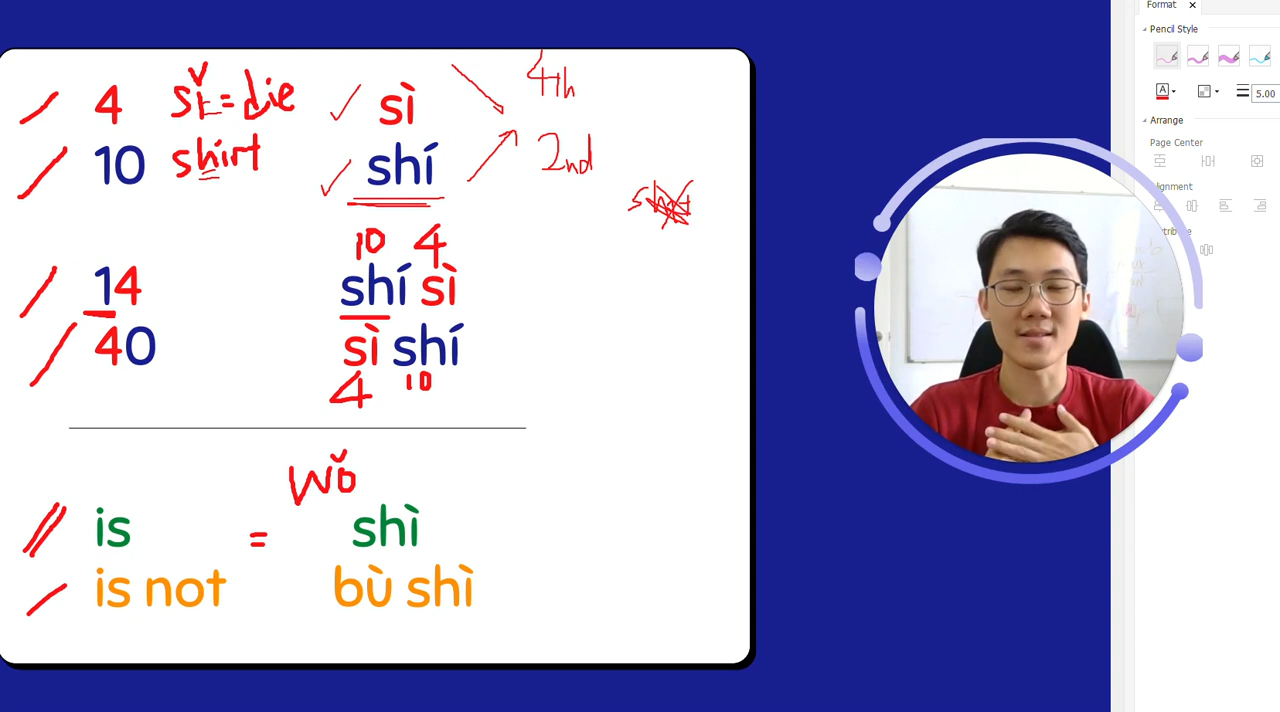 Format
Pencil Style
4 sǐ = die sì 4th
10 shirt shí 2nd
10 4
14 shí sì
40 sì shí
4 10
wǒ
is = shì
is not bù shì
A 5.00
Arrange
Page Center